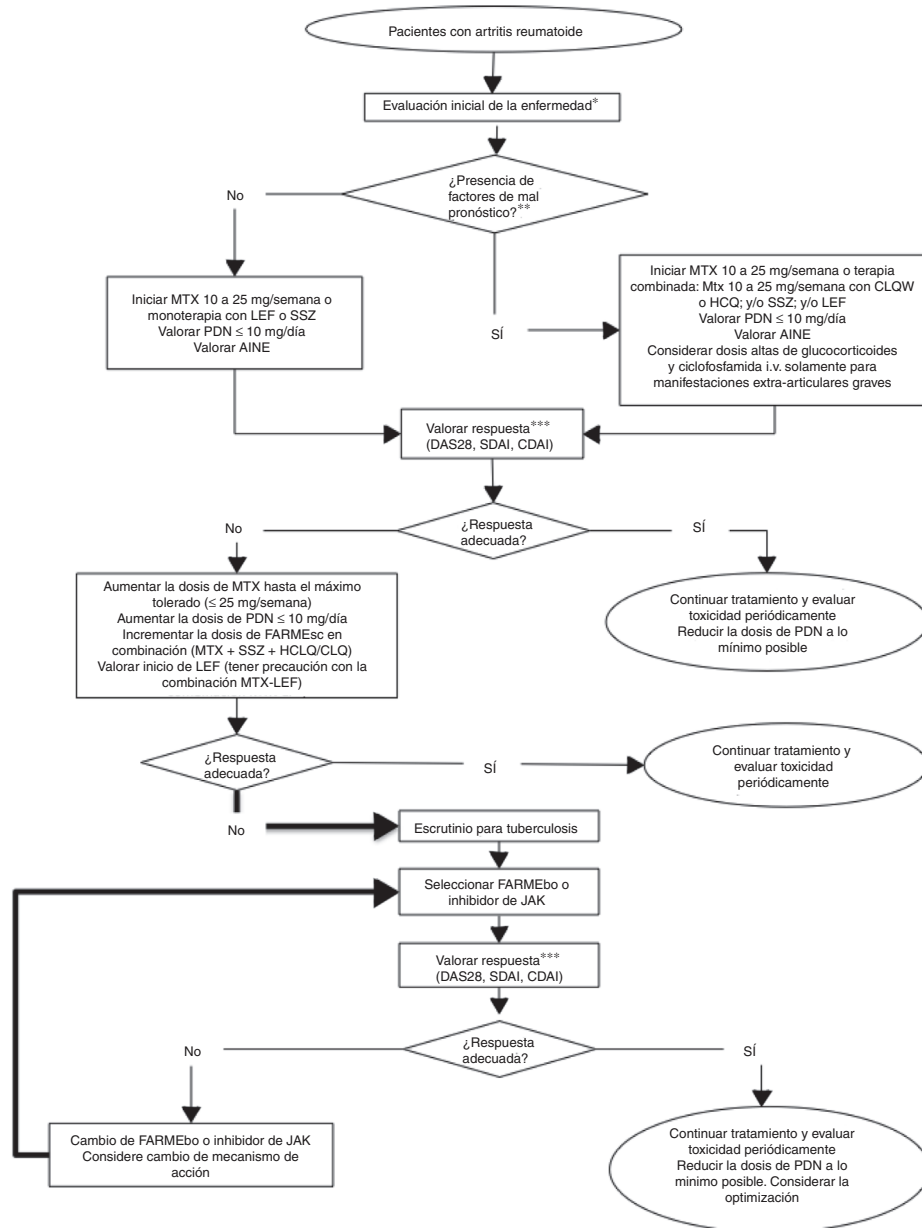 Pacientes con artritis reumatoide
Evaluación inicial de la enfermedad*
¿Presencia de
factores de mal
pronóstico?**
No
SÍ
Iniciar MTX 10 a 25 mg/semana o
monoterapia con LEF o SSZ
Valorar PDN ≤ 10 mg/día
Valorar AINE
Iniciar MTX 10 a 25 mg/semana o terapia
combinada: Mtx 10 a 25 mg/semana con CLQW
o HCQ; y/o SSZ; y/o LEF
Valorar PDN ≤ 10 mg/día
Valorar AINE
Considerar dosis altas de glucocorticoides
y ciclofosfamida i.v. solamente para
manifestaciones extra-articulares graves
Valorar respuesta***
(DAS28, SDAI, CDAI)
¿Respuesta
adecuada?
No
SÍ
Aumentar la dosis de MTX hasta el máximo
tolerado (≤ 25 mg/semana)
Aumentar la dosis de PDN ≤ 10 mg/día
Incrementar la dosis de FARMEsc en
combinación (MTX + SSZ + HCLQ/CLQ)
Valorar inicio de LEF (tener precaución con la
combinación MTX-LEF)
Continuar tratamiento y evaluar
toxicidad periódicamente
Reducir la dosis de PDN a lo
mínimo posible
¿Respuesta
adecuada?
SÍ
Continuar tratamiento y
evaluar toxicidad
periódicamente
No
Escrutinio para tuberculosis
Seleccionar FARMEbo o
inhibidor de JAK
Valorar respuesta***
(DAS28, SDAI, CDAI)
¿Respuesta
adecuada?
No
SÍ
Cambio de FARMEbo o inhibidor de JAK
Considere cambio de mecanismo de
acción
Continuar tratamiento y evaluar
toxicidad periódicamente
Reducir la dosis de PDN a lo
minimo posible. Considerar la
optimización